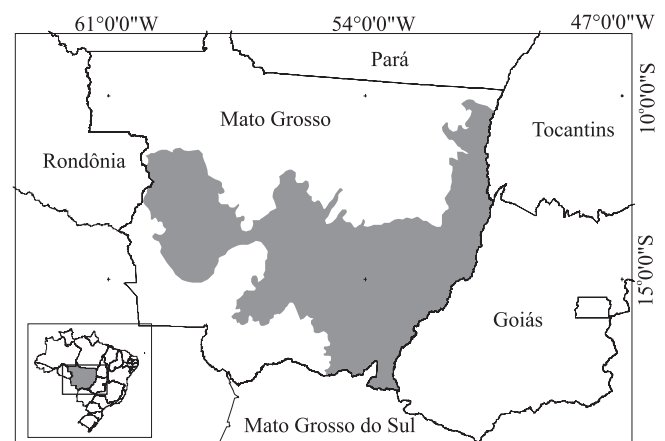 61°0'0"W 54°0'0"W 47°0'0"W
Pará
10°0'0"S
Mato Grosso
Tocantins
Rondônia
15°0'0"S
Goiás
Mato Grosso do Sul